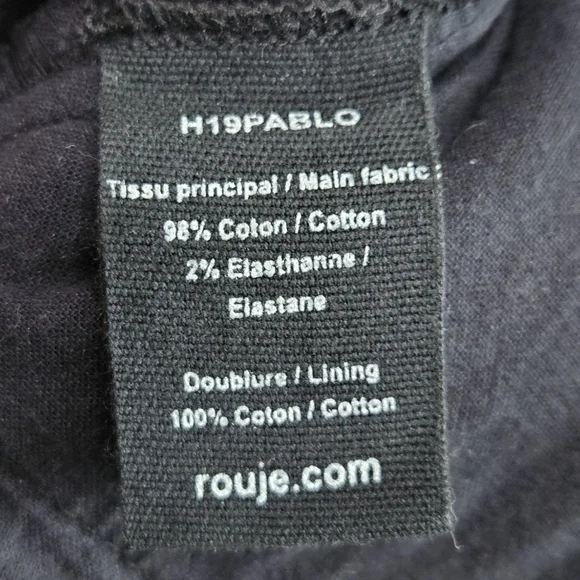 H19PABLO
Tissu principal / Main fabric :
98% Coton / Cotton
2% Elasthanne /
Elastane
Doublure / Lining
100% Coton / Cotton
rouje.com